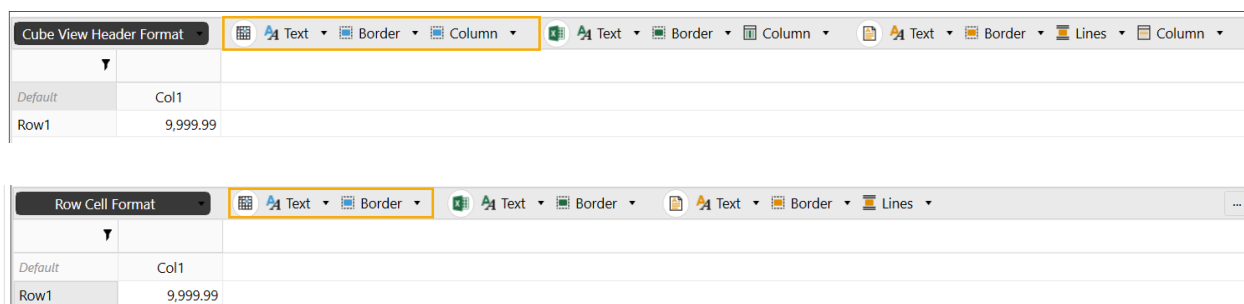 Cube View Header Format Text Border Column Text Border Column Text Border Lines Column
Default Col1
Row1 9,999.99
Row Cell Format Text Border Text Border Text Border Lines ...
Default Col1
Row1 9,999.99